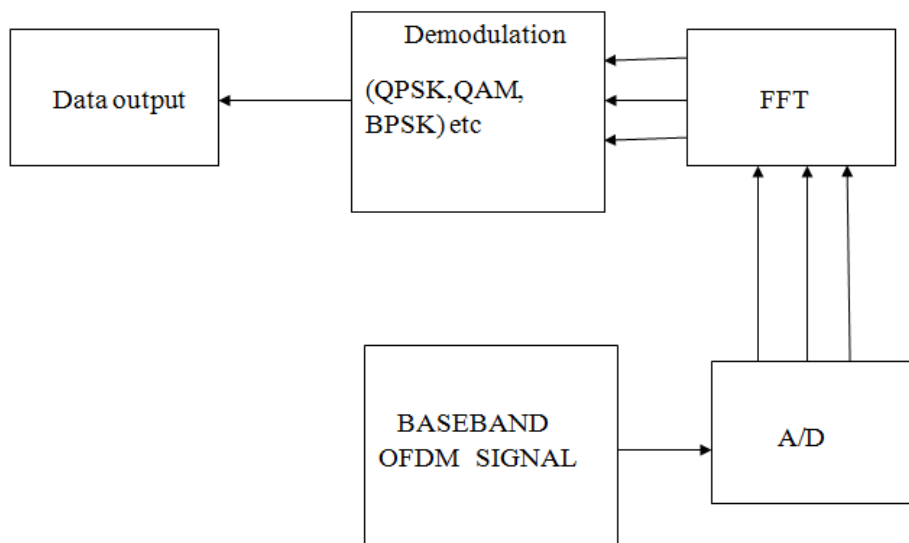 Demodulation
Data output
(QPSK,QAM,
BPSK) etc
FFT
BASEBAND
OFDM SIGNAL
A/D